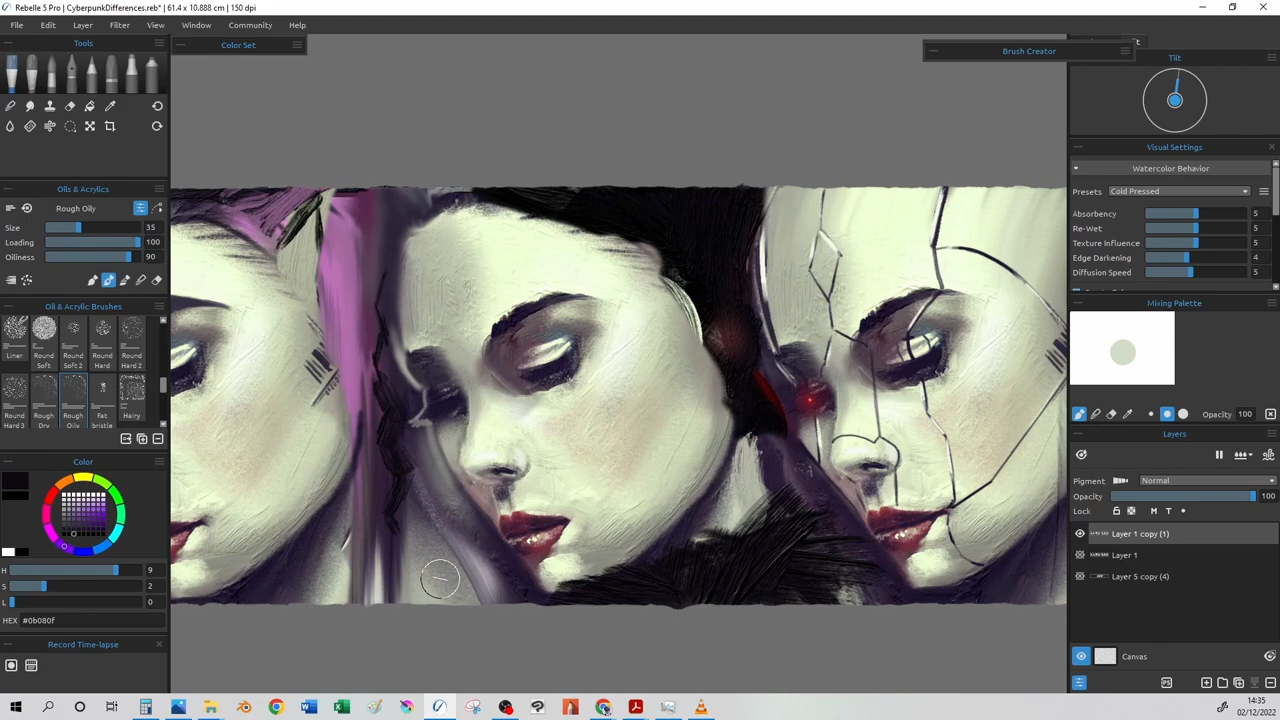 Rebelle 5 Pro | CyberpunkDifferences.reb* | 61.4 x 10.888 cm | 150 dpi
File Edit Layer Filter View Window Community Help
Tools
Color Set
Brush Creator
Tilt
Visual Settings
Watercolor Behavior
Presets Cold Pressed
Absorbency 5
Re-Wet 5
Texture Influence 5
Edge Darkening 4
Diffusion Speed 5
Oils & Acrylics
Rough Oily
Size 35
Loading 100
Oiliness 90
Oil & Acrylic Brushes
Liner Round Soft Round Soft 2 Round Hard Round Hard 2
Round Hard 3 Rough Dry Rough Oily Fat bristle Hairy
Color
H 9
S 2
L 0
HEX #0b080f
Record Time-lapse
Mixing Palette
Opacity 100
Layers
Pigment Normal
Opacity 100
Lock M T
Layer 1 copy (1)
Layer 1
Layer 5 copy (4)
Canvas
14:35
02/12/2022